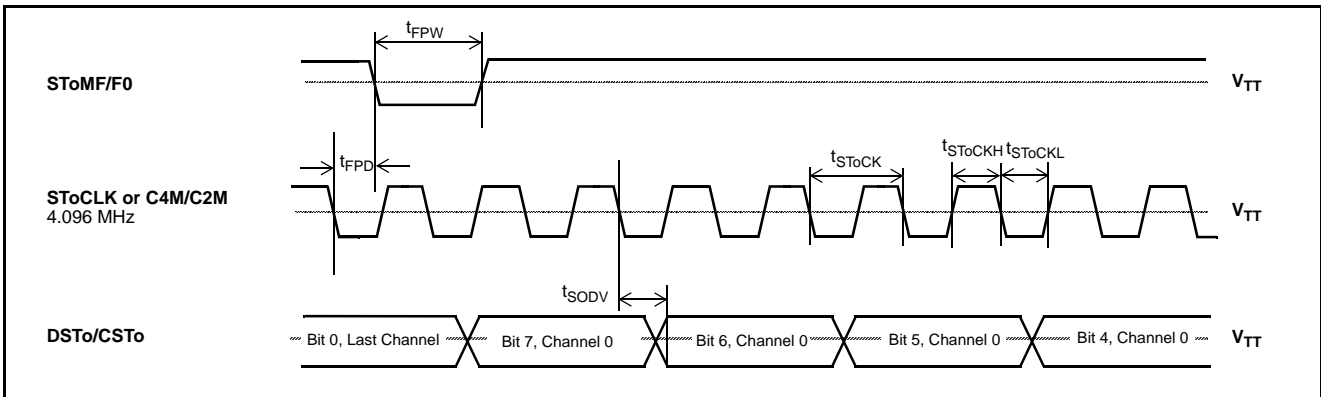 tFPW
SToMF/F0
VTT
tFPD
tSToCK
tSToCKH
tSToCKL
SToCLK or C4M/C2M
4.096 MHz
VTT
tSODV
DSTo/CSTo
Bit 0, Last Channel
Bit 7, Channel 0
Bit 6, Channel 0
Bit 5, Channel 0
Bit 4, Channel 0
VTT